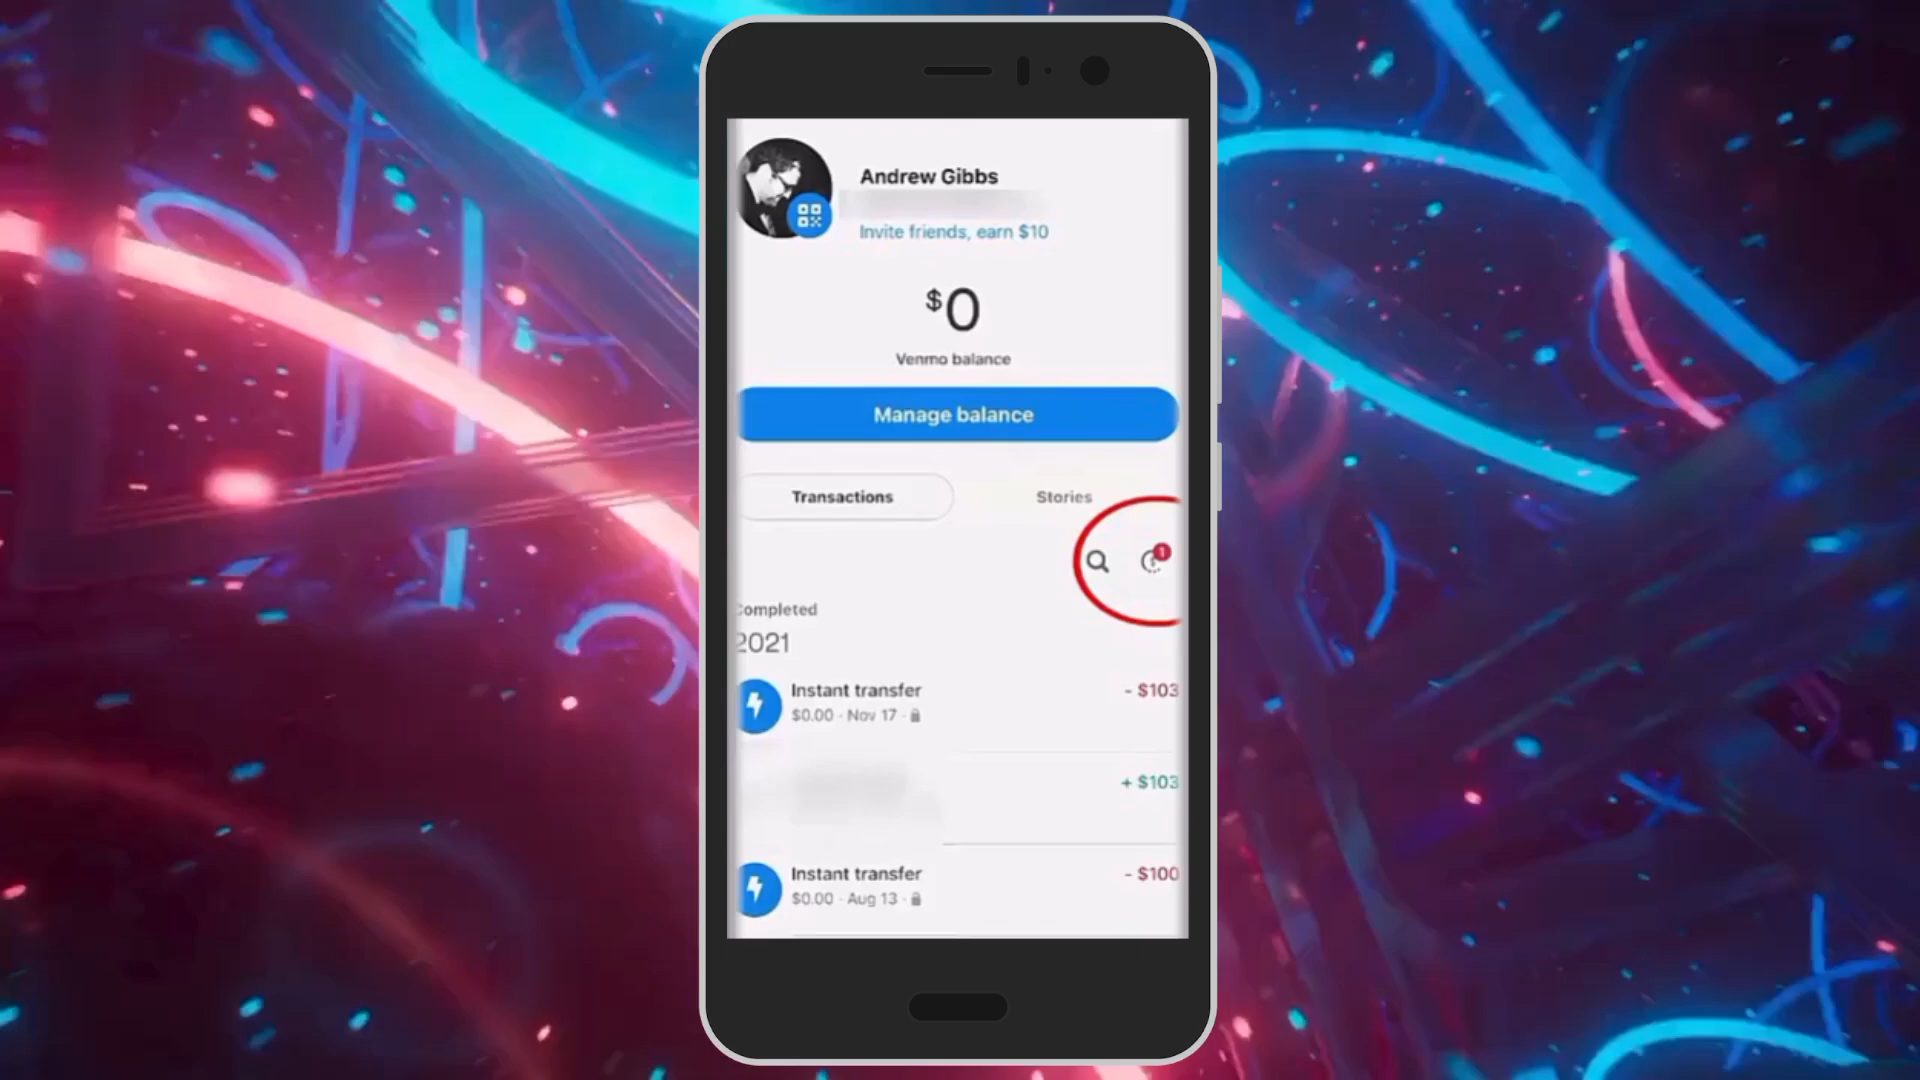 Andrew Gibbs
Invite friends, earn $10
$0
Venmo balance
Manage balance
Transactions
Stories
1
Completed
2021
Instant transfer
- $103
$0.00 · Nov 17 ·
+ $103
Instant transfer
- $100
$0.00 · Aug 13 ·